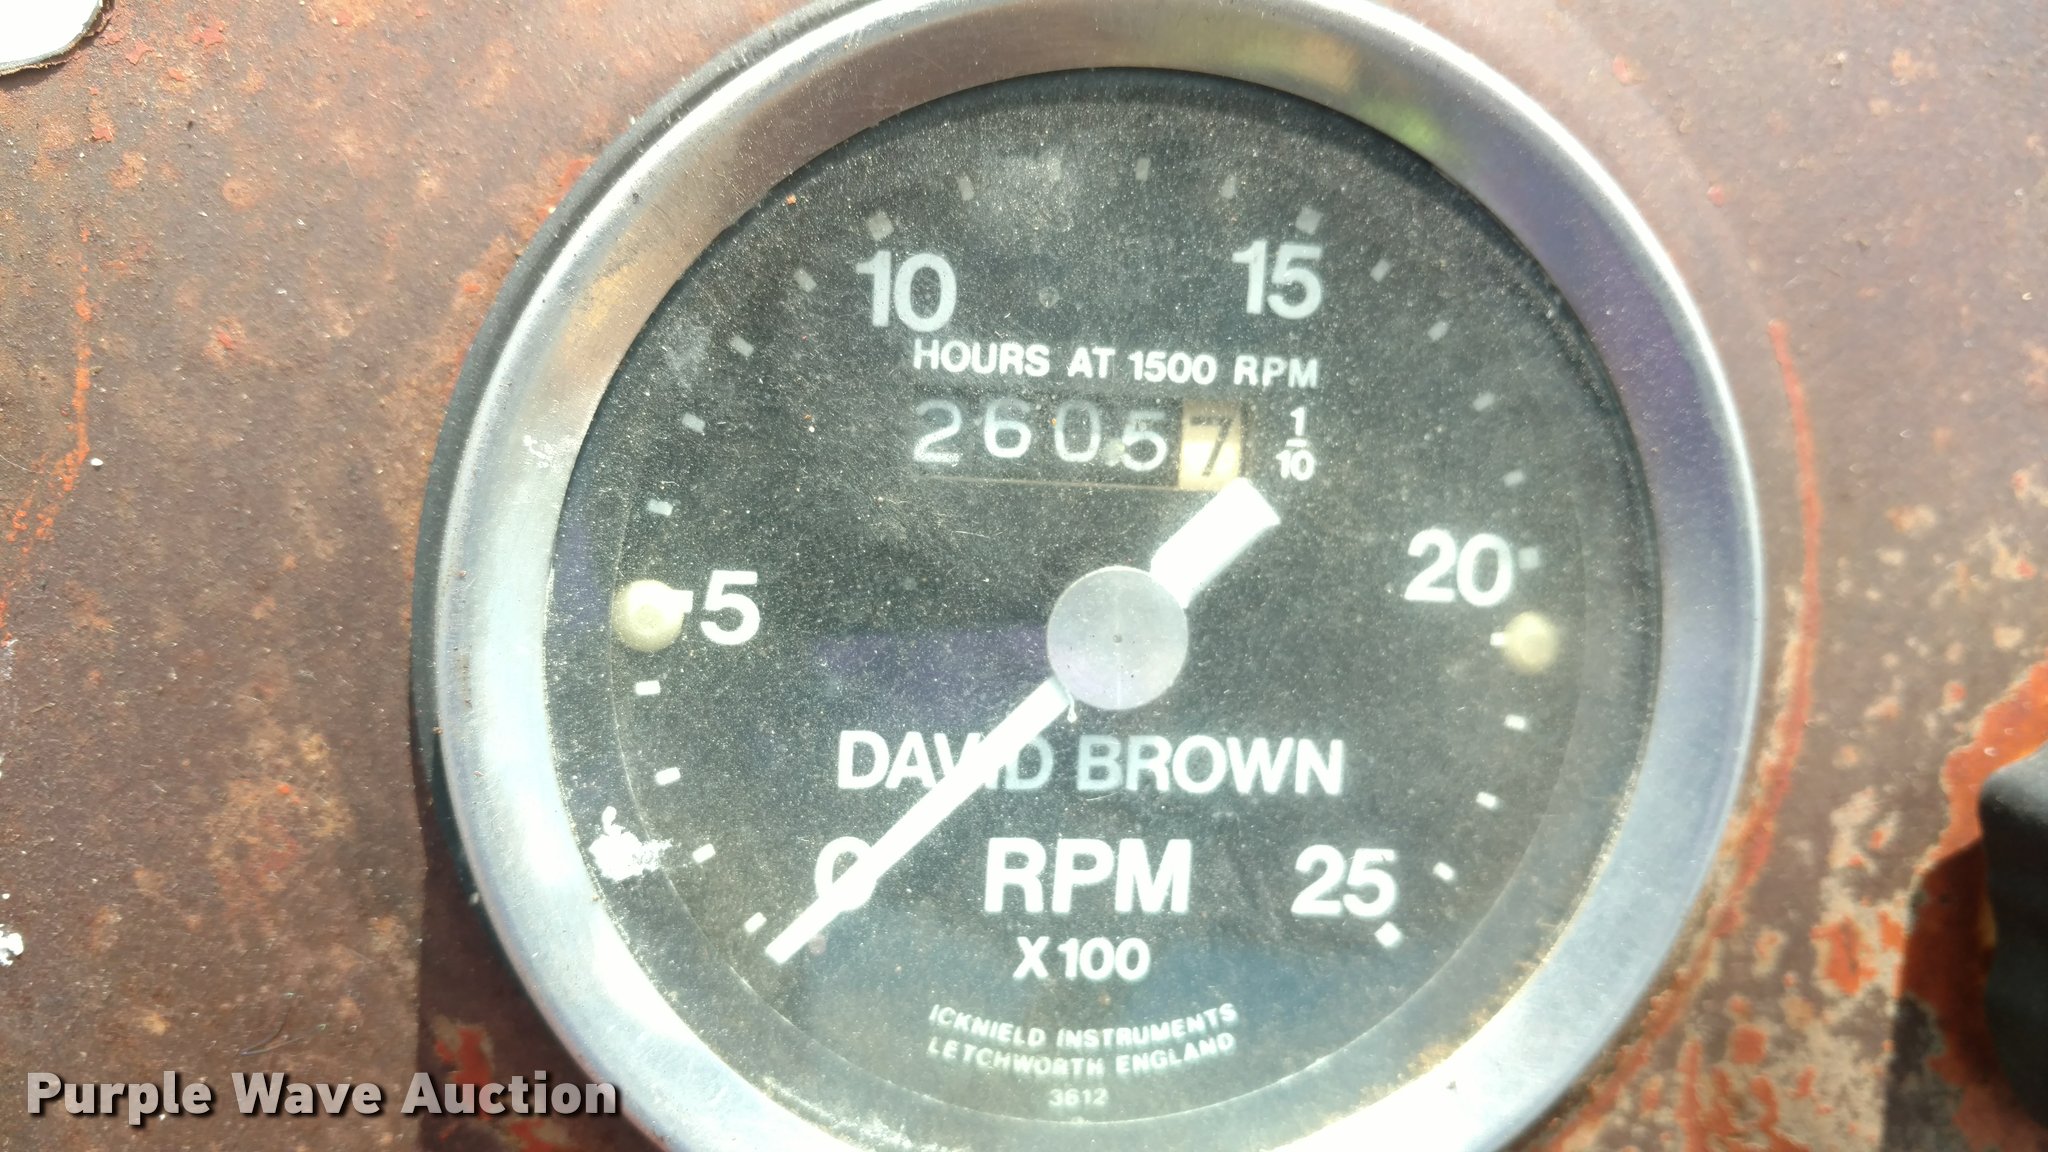 10 15
HOURS AT 1500 RPM
26057 1/10
5 20
DAVID BROWN
0 RPM 25
X100
ICKNIELD INSTRUMENTS
LETCHWORTH ENGLAND
3612
Purple Wave Auction